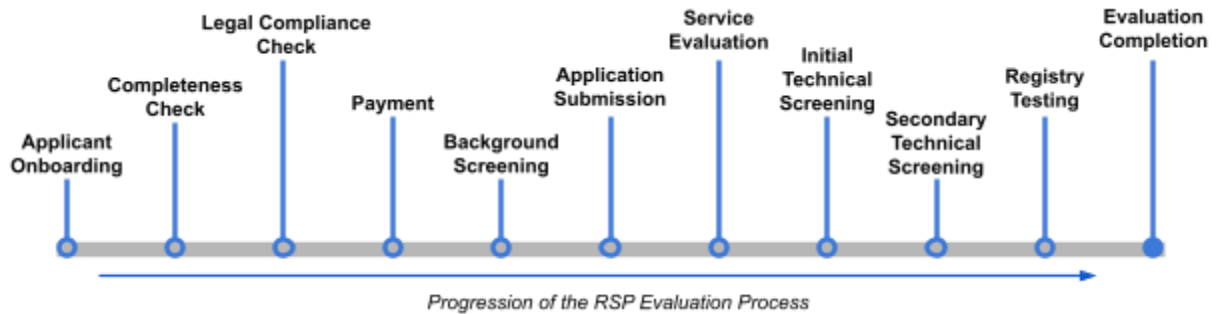 Applicant
Onboarding
Completeness
Check
Legal Compliance
Check
Payment
Background
Screening
Application
Submission
Service
Evaluation
Initial
Technical
Screening
Secondary
Technical
Screening
Registry
Testing
Evaluation
Completion
Progression of the RSP Evaluation Process